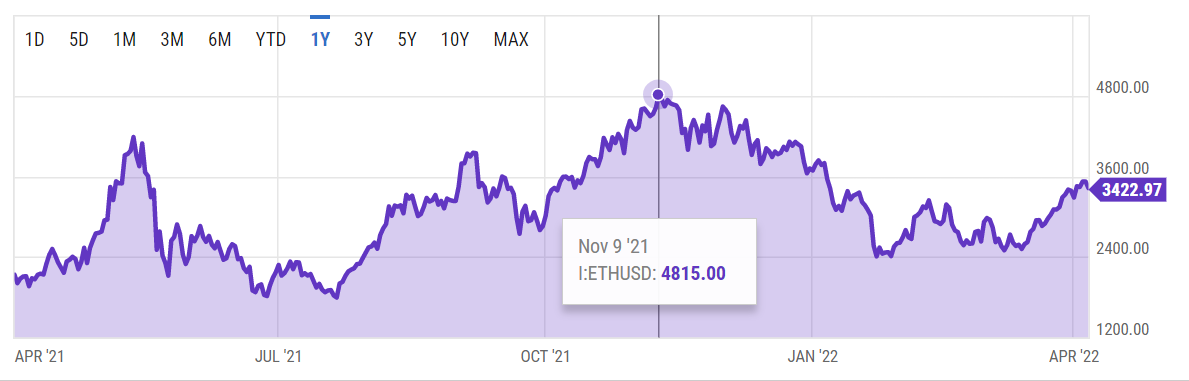 1D 5D 1M 3M 6M YTD 1Y 3Y 5Y 10Y MAX
4800.00
3600.00
3422.97
Nov 9 '21
I:ETHUSD: 4815.00
2400.00
1200.00
APR '21 JUL '21 OCT '21 JAN '22 APR '22